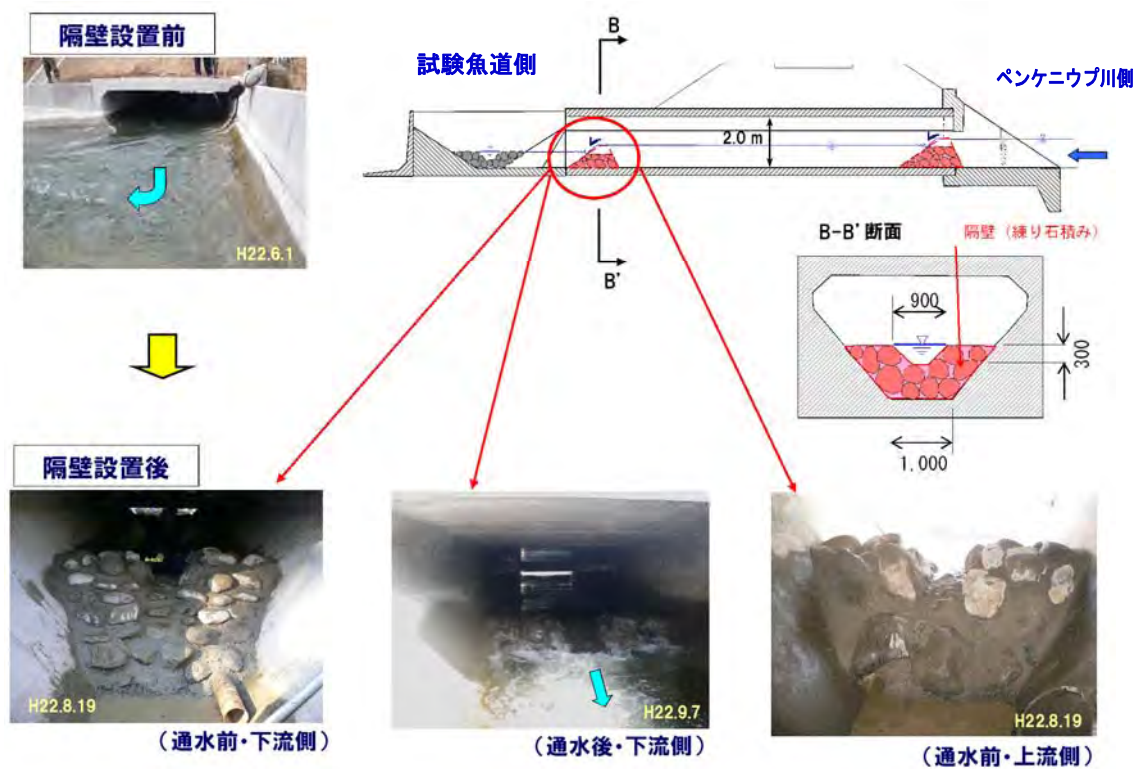 隔壁設置前
H22.6.1
B
試験魚道側
ペンケニウプ川側
2.0 m
B'
B-B' 断面
隔壁（練り石積み）
900
300
1.000
隔壁設置後
H22.8.19
（通水前・下流側）
H22.9.7
（通水後・下流側）
H22.8.19
（通水前・上流側）